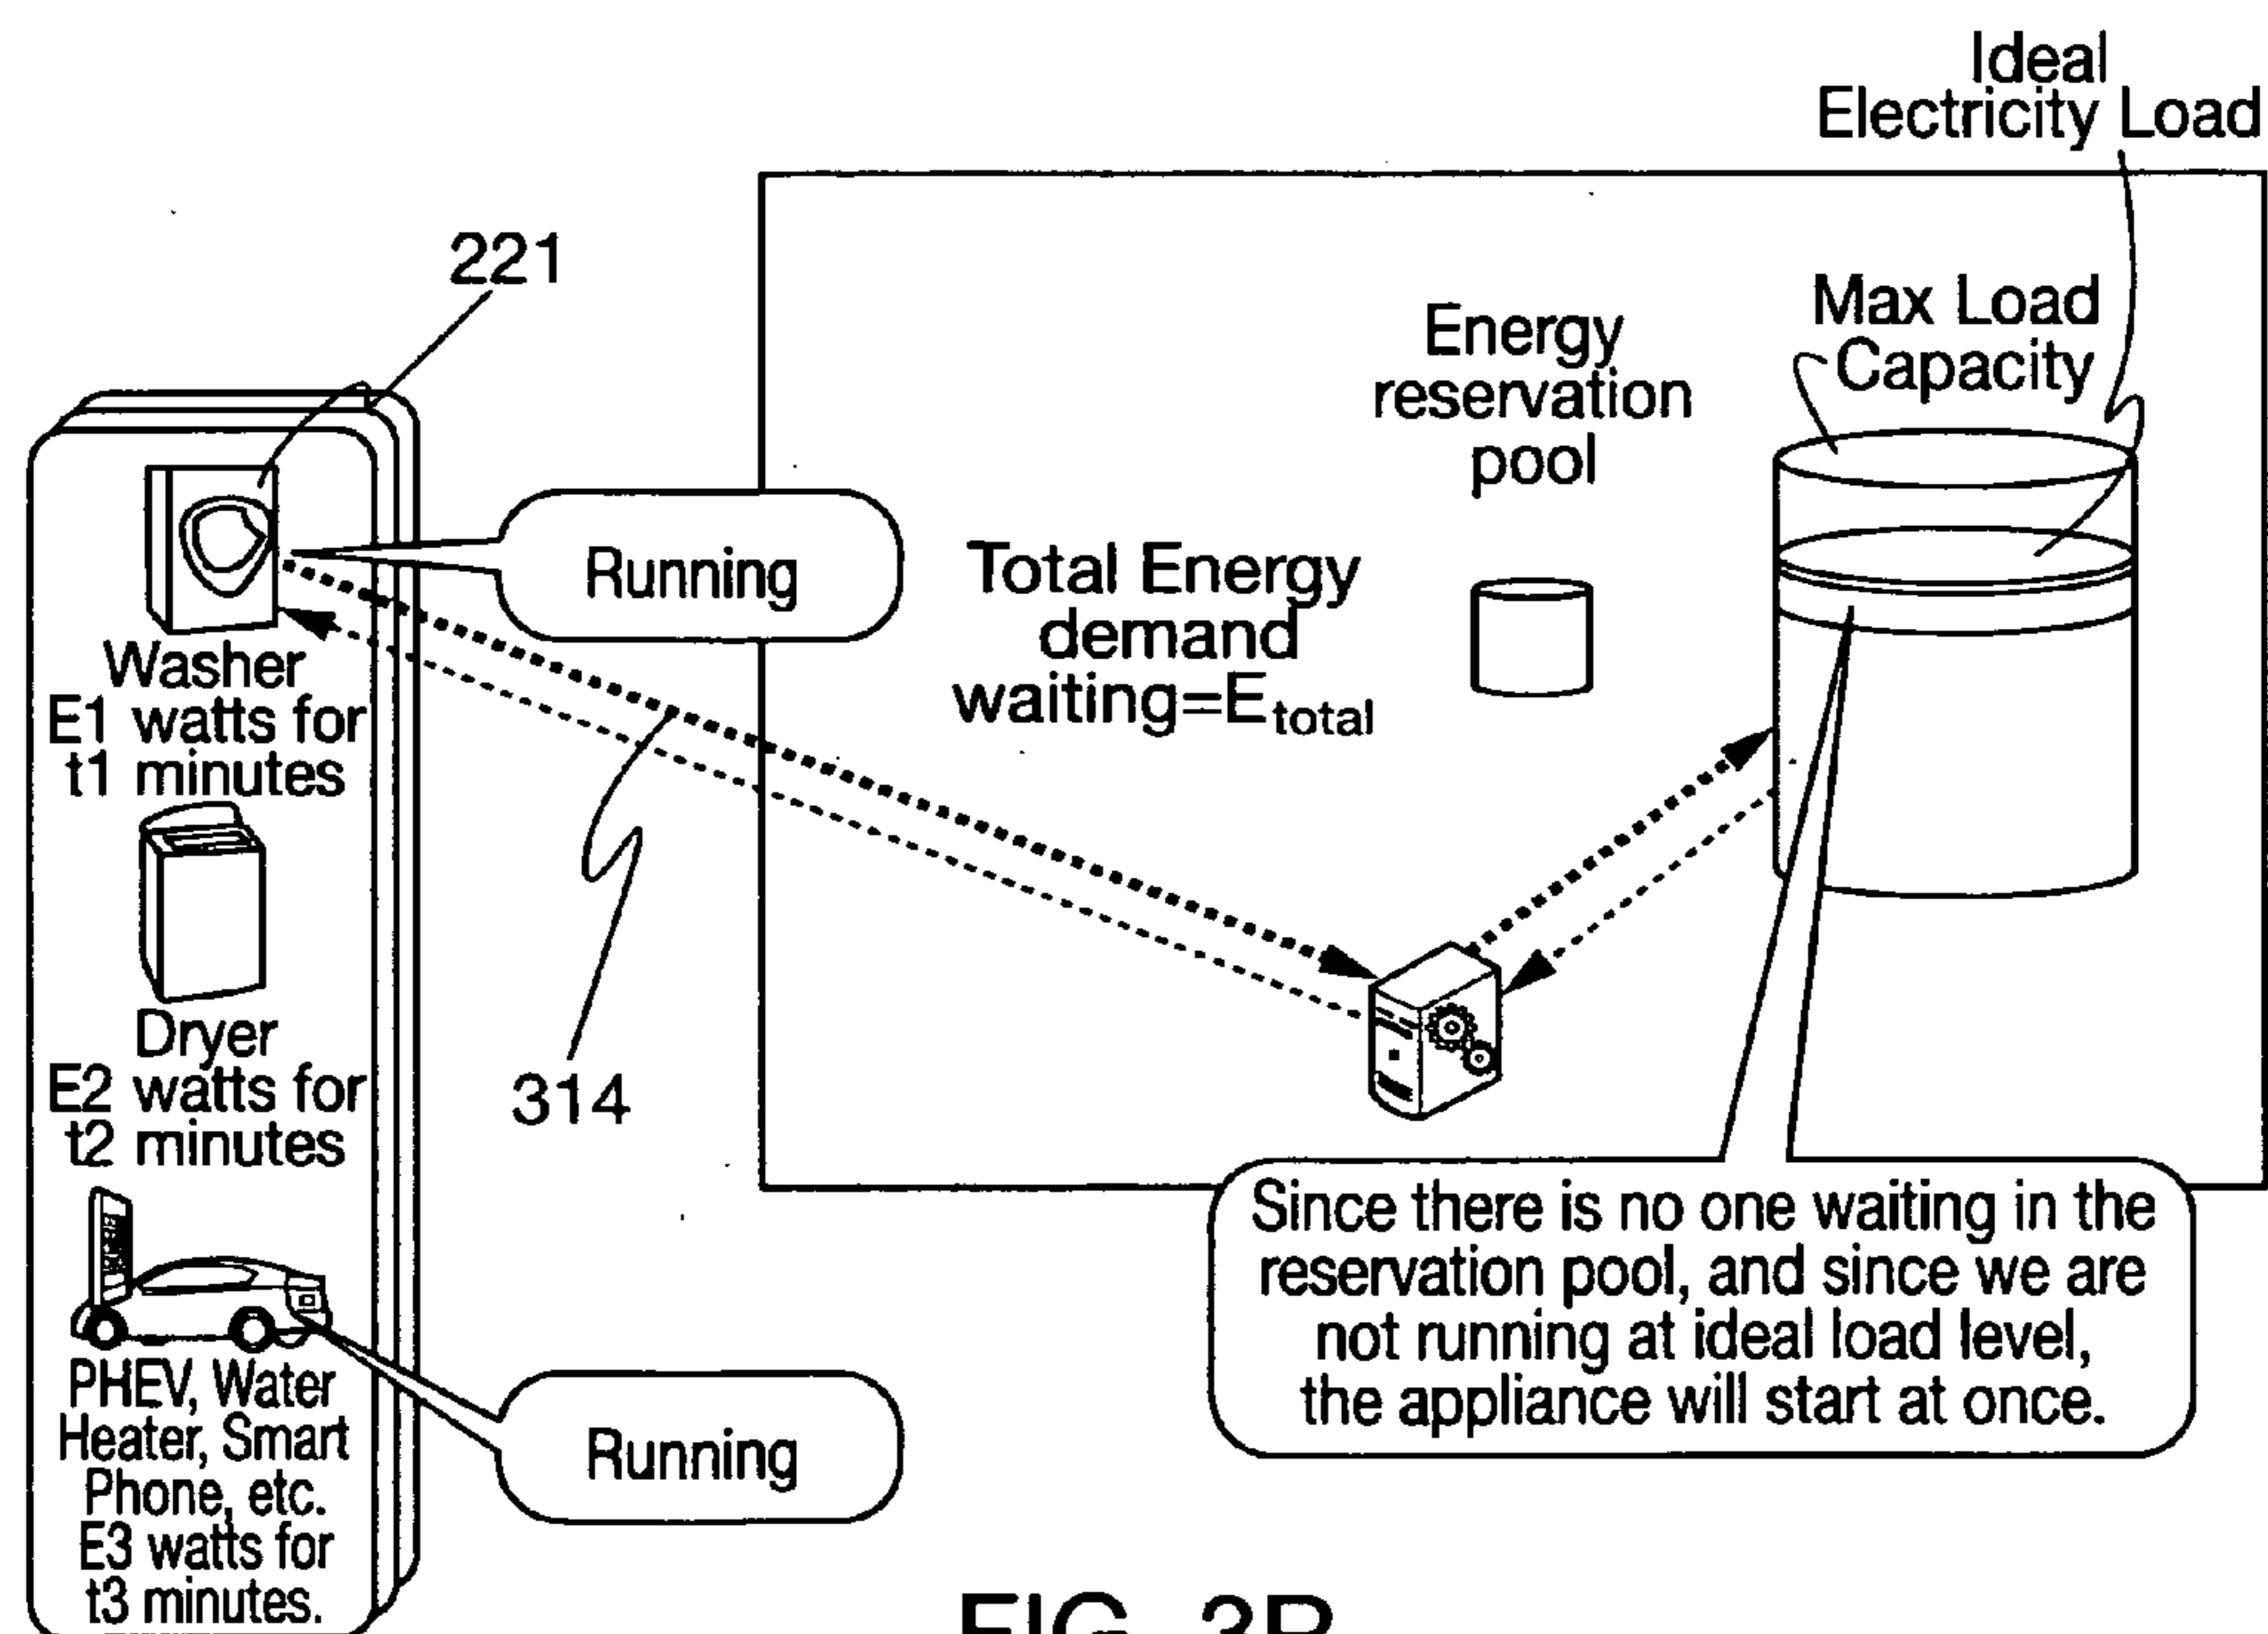 Ideal
Electricity Load
221
Max Load
Capacity
Energy
reservation
pool
Running
Total Energy
demand
waiting=Etotal
Washer
E1 watts for
t1 minutes
Dryer
E2 watts for
t2 minutes
314
PHEV, Water
Heater, Smart
Phone, etc.
E3 watts for
t3 minutes.
Running
Since there is no one waiting in the
reservation pool, and since we are
not running at ideal load level,
the appliance will start at once.